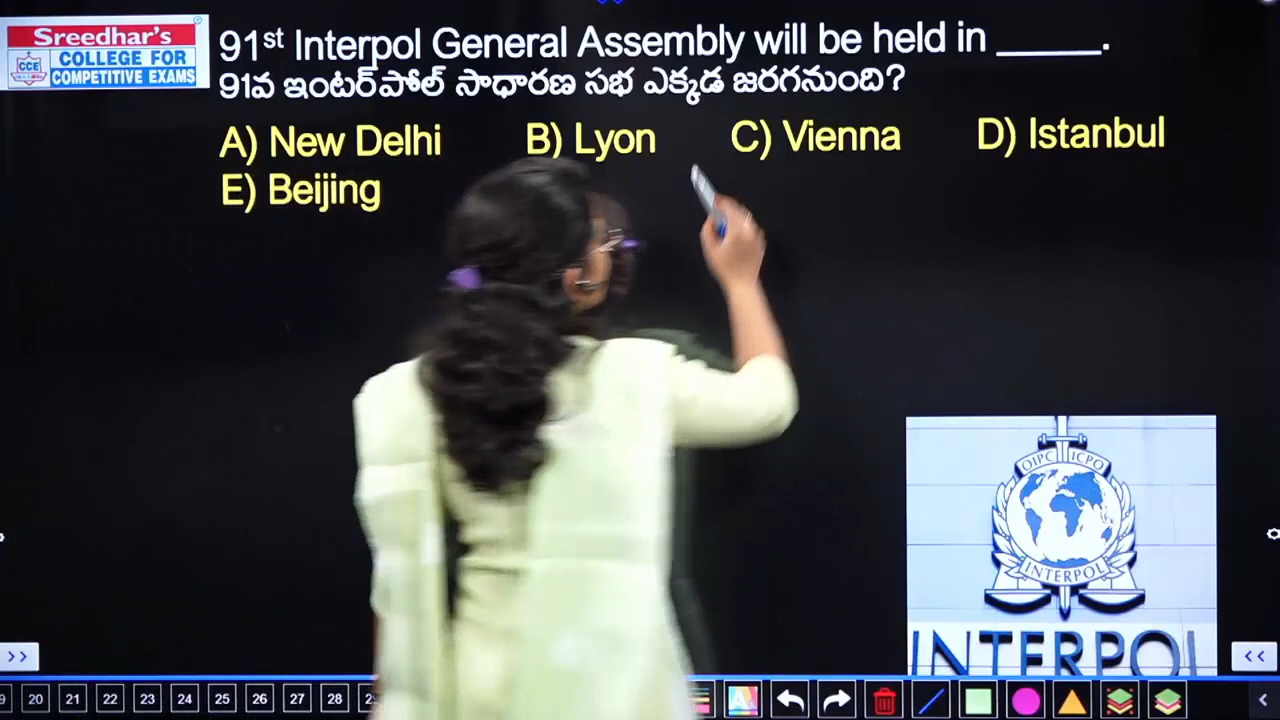 Sreedhar's
CCE
COLLEGE FOR
COMPETITIVE EXAMS
91st Interpol General Assembly will be held in _____.
91వ ఇంటర్‌పోల్ సాధారణ సభ ఎక్కడ జరగనుంది?
A) New Delhi B) Lyon C) Vienna D) Istanbul
E) Beijing
OIPC ICPO
INTERPOL
INTERPOL
>> <<
20 21 22 23 24 25 26 27 28